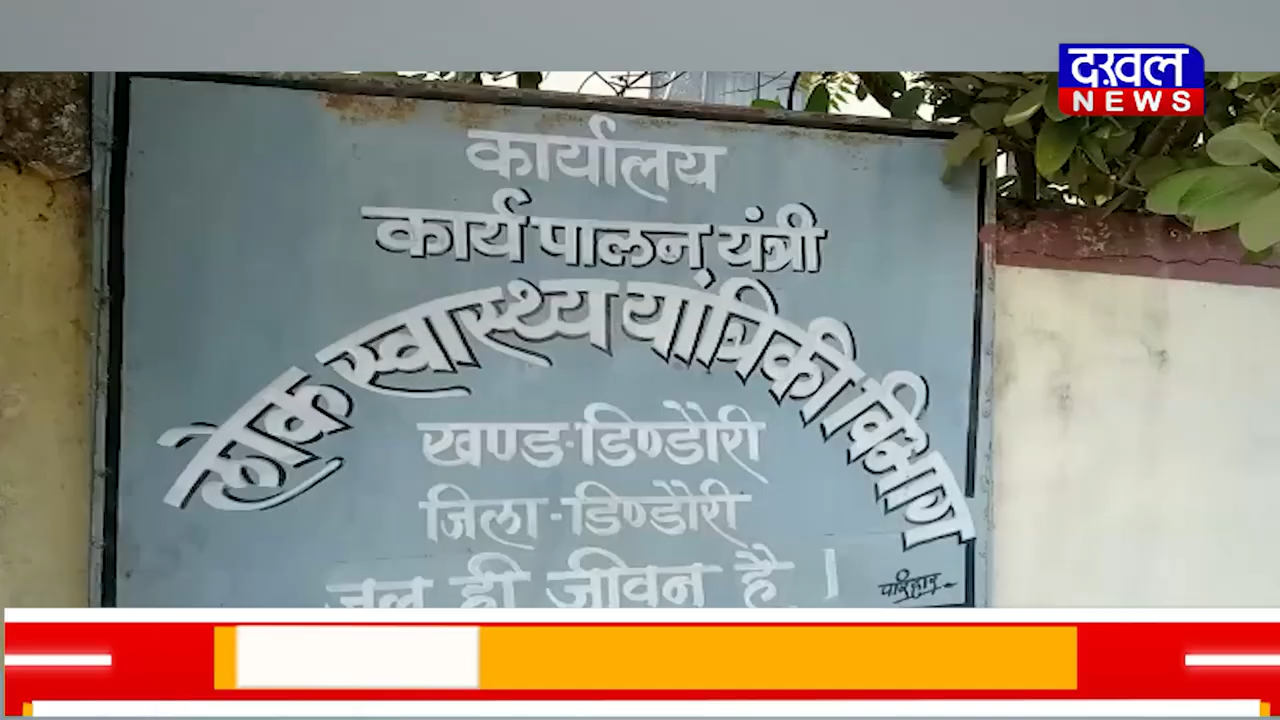 दख़ल
NEWS
कार्यालय
कार्यपालन यंत्री
लोक स्वास्थ्य यांत्रिकी विभाग
खण्ड-डिण्डौरी
जिला-डिण्डौरी
जल ही जीवन है।